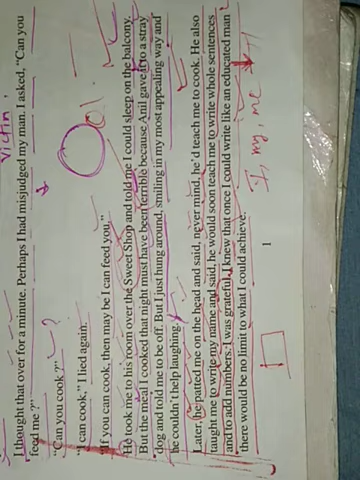 I thought that over for a minute. Perhaps I had misjudged my man. I asked, "Can you
feed me ?"
"Can you cook ?"
"I can cook," I lied again.
"If you can cook, then may be I can feed you."
He took me to his room over the Sweet Shop and told me I could sleep on the balcony.
But the meal I cooked that night must have been terrible because Anil gave it to a stray
dog and told me to be off. But I just hung around, smiling in my most appealing way and
he couldn't help laughing.
Later, he patted me on the head and said, never mind, he'd teach me to cook. He also
taught me to write my name and said, he would soon teach me to write whole sentences
and to add numbers. I was grateful. I knew that once I could write like an educated man
there would be no limit to what I could achieve.
1
I, my, me